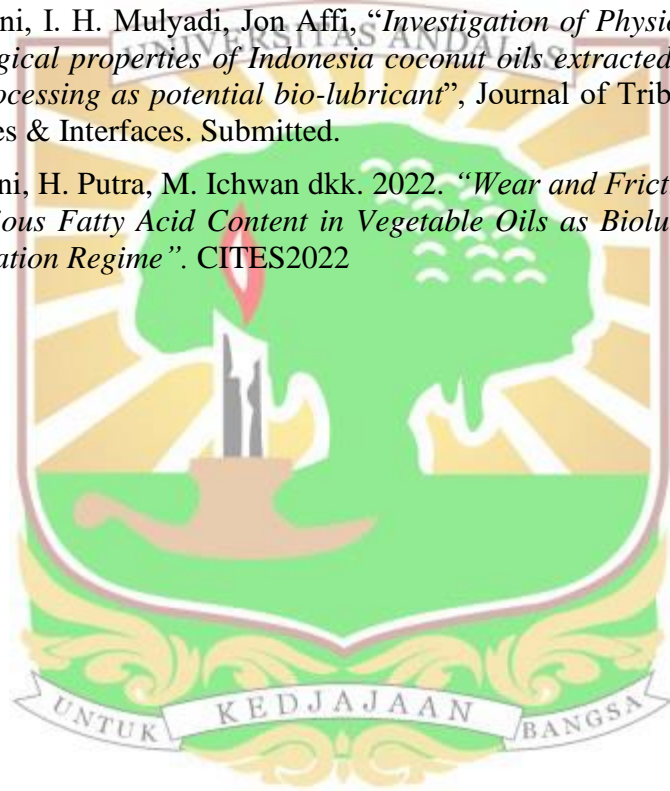 ni, I. H. Mulyadi, Jon Affi, “Investigation of Physic
UNIVERSITAS ANDALAS
gical properties of Indonesia coconut oils extracted
ocessing as potential bio-lubricant”, Journal of Trib
es & Interfaces. Submitted.
ni, H. Putra, M. Ichwan dkk. 2022. “Wear and Frict
ious Fatty Acid Content in Vegetable Oils as Biolu
ation Regime”. CITES2022
UNTUK KEDJAJAAN BANGSA